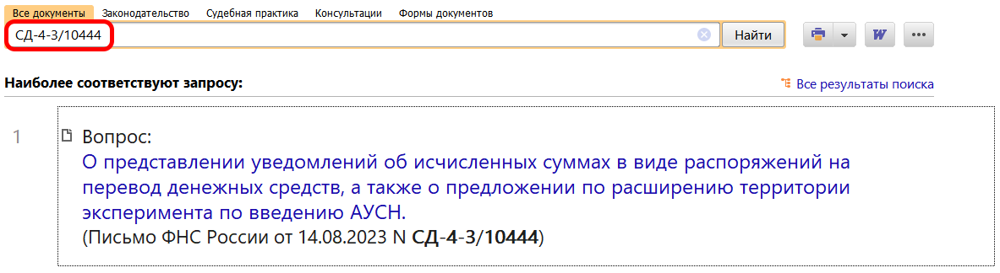 Все документы Законодательство Судебная практика Консультации Формы документов
СД-4-3/10444 Найти W
Наиболее соответствуют запросу: Все результаты поиска
1 Вопрос:
О представлении уведомлений об исчисленных суммах в виде распоряжений на
перевод денежных средств, а также о предложении по расширению территории
эксперимента по введению АУСН.
(Письмо ФНС России от 14.08.2023 N СД-4-3/10444)